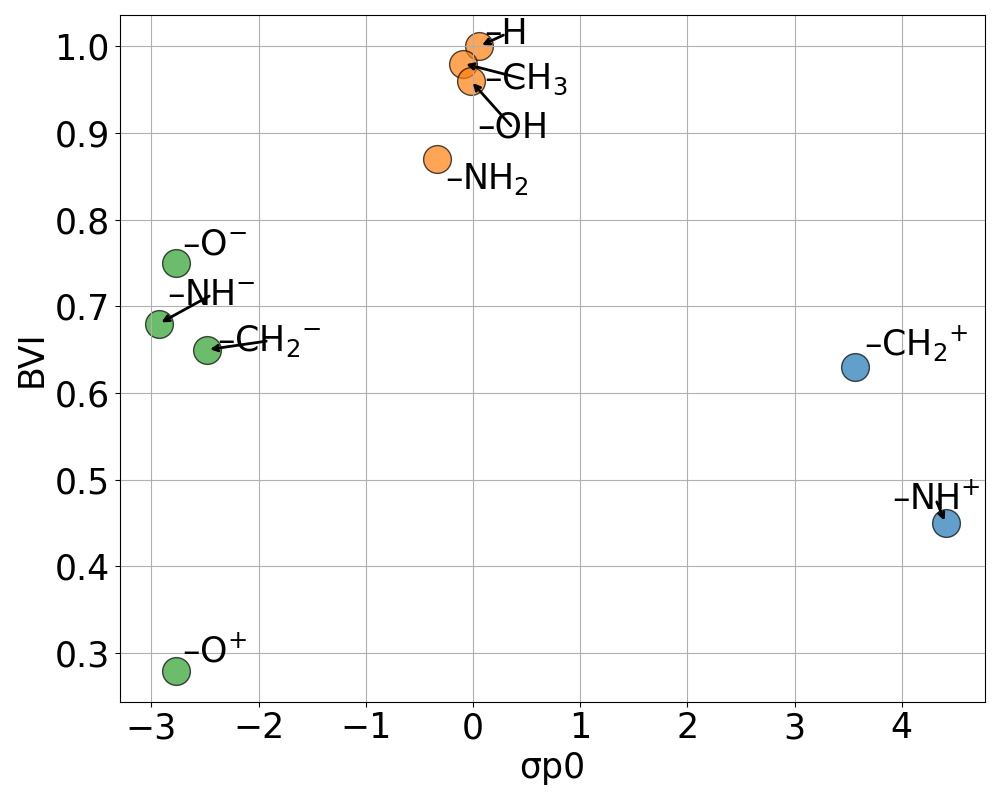 1.0
0.9
0.8
0.7
0.6
0.5
0.4
0.3
BVI
–H
–CH₃
–OH
–NH₂
–O⁻
–NH⁻
–CH₂⁻
–CH₂⁺
–NH⁺
–O⁺
−3 −2 −1 0 1 2 3 4
σp0